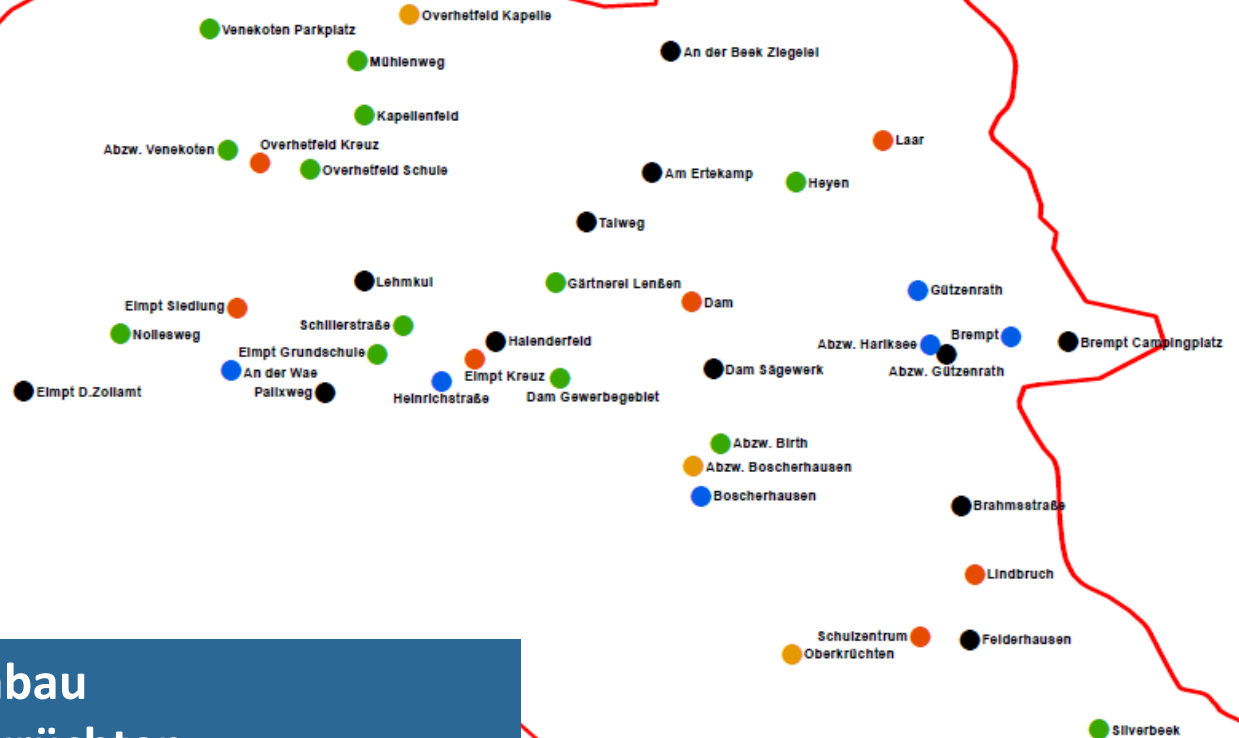 Overhetfeld Kapelle
Venekoten Parkplatz
An der Beek Ziegelei
Mühlenweg
Kapellenfeld
Laar
Overhetfeld Kreuz
Abzw. Venekoten
Overhetfeld Schule
Am Ertekamp
Heyen
Talweg
Lehmkul
Gärtnerei Lenßen
Gützenrath
Dam
Elmpt Siedlung
Schillerstraße
Nollesweg
Brempt
Halenderfeld
Abzw. Hariksee
Brempt Campingplatz
Elmpt Grundschule
Dam Sägewerk
Abzw. Gützenrath
An der Wae
Elmpt Kreuz
Elmpt D.Zollamt
Palixweg
Heinrichstraße
Dam Gewerbegebiet
Abzw. Birth
Abzw. Boscherhausen
Boscherhausen
Brahmsstraße
Lindbruch
Schulzentrum
Felderhausen
Oberkrüchten
nbau
Silverbeek